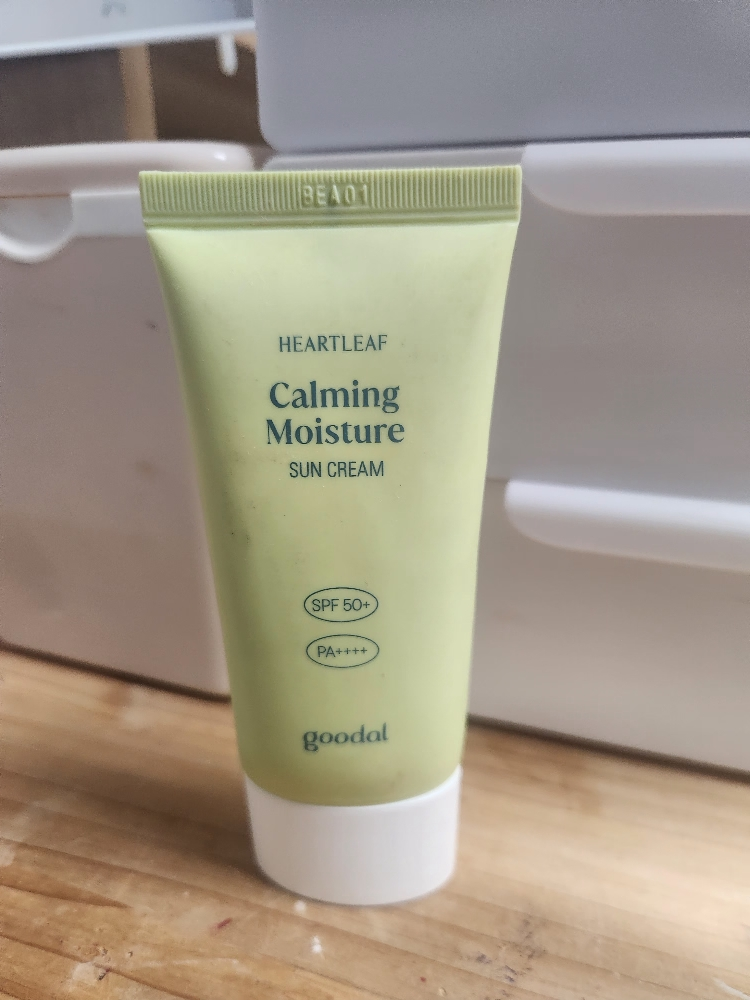 BEA01
HEARTLEAF
Calming
Moisture
SUN CREAM
SPF 50+
PA++++
goodal